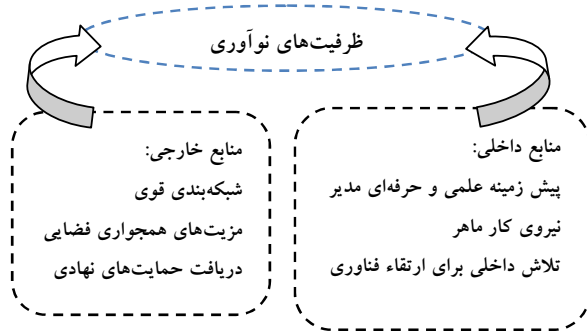 ظرفیت‌های نوآوری
منابع داخلی:
پیش زمینه علمی و حرفه‌ای مدیر
نیروی کار ماهر
تلاش داخلی برای ارتقاء فناوری
منابع خارجی:
شبکه‌بندی قوی
مزیت‌های همجواری فضایی
دریافت حمایت‌های نهادی